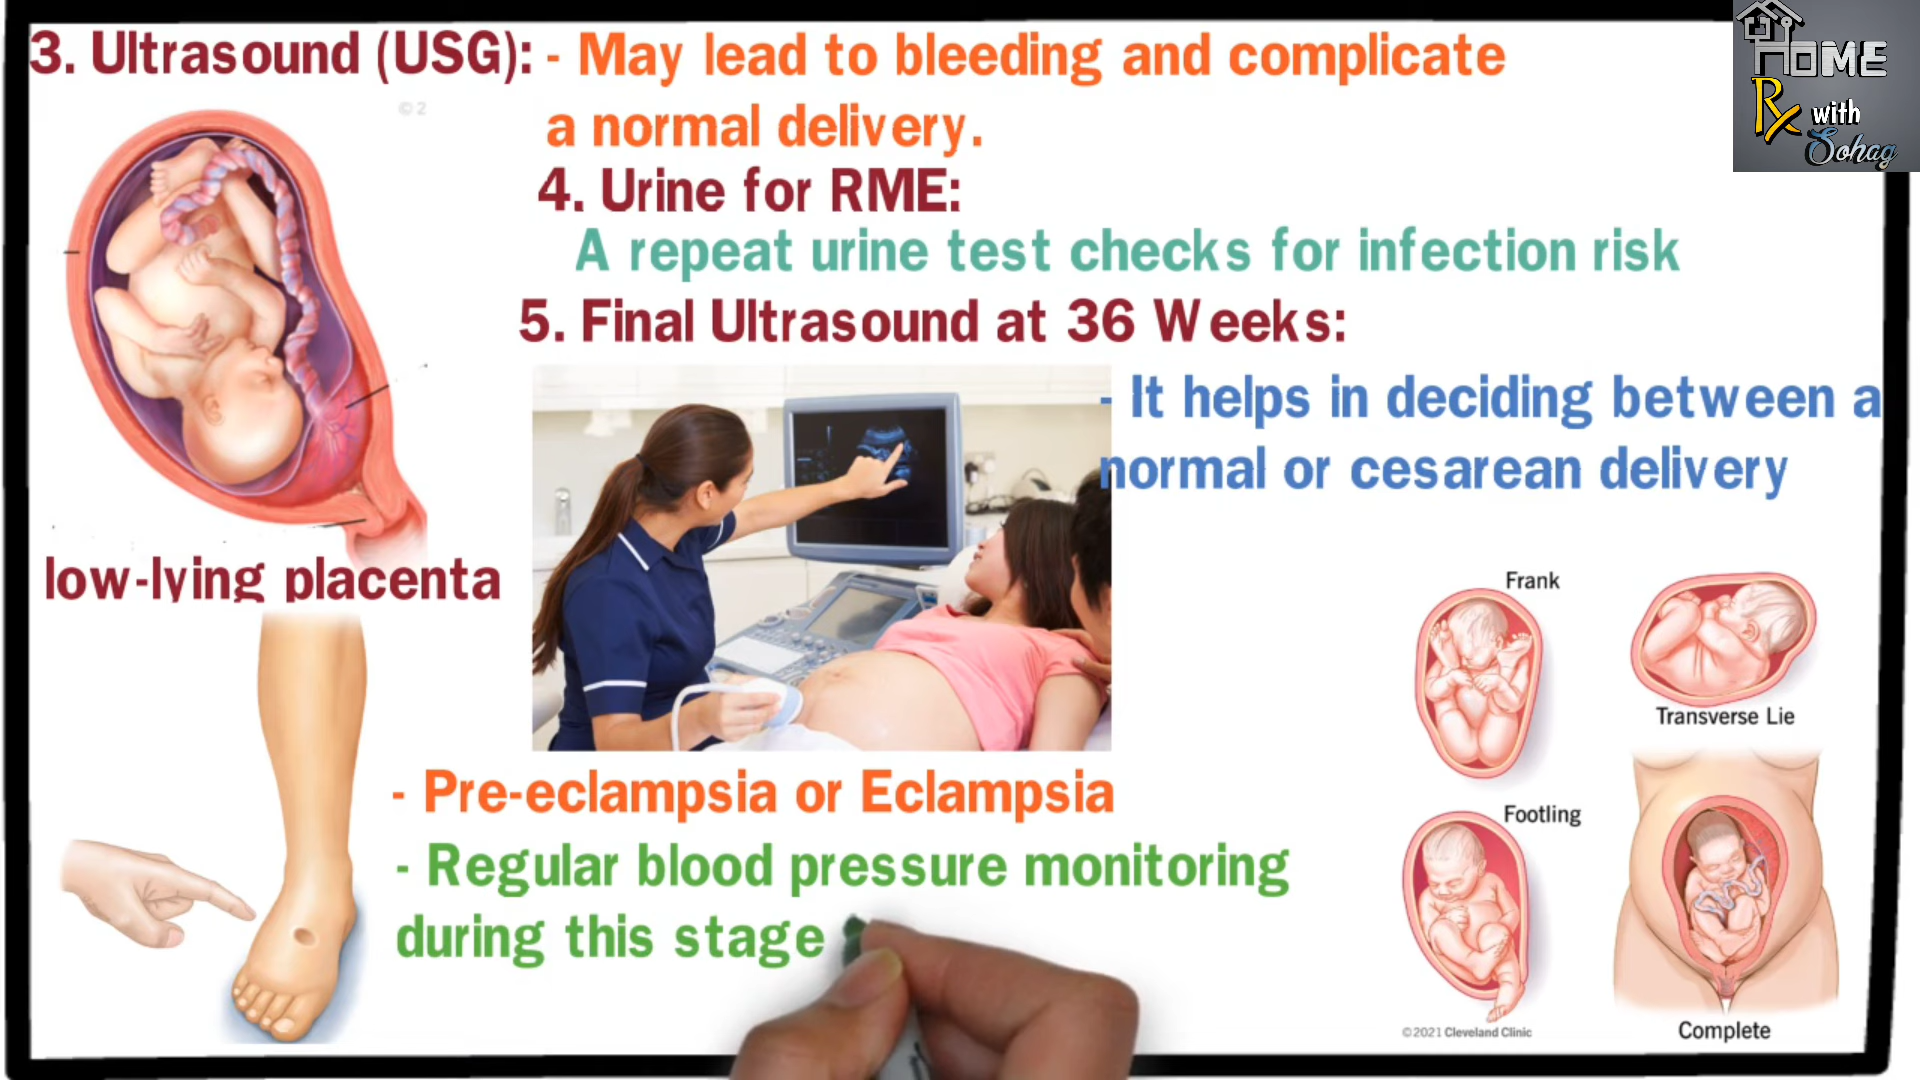 3. Ultrasound (USG): - May lead to bleeding and complicate
a normal delivery.
© 2
4. Urine for RME:
A repeat urine test checks for infection risk
5. Final Ultrasound at 36 Weeks:
- It helps in deciding between a
normal or cesarean delivery
low-lying placenta
- Pre-eclampsia or Eclampsia
- Regular blood pressure monitoring
during this stage
Frank
Transverse Lie
Footling
Complete
©2021 Cleveland Clinic
HOME
Rx with
Sohag